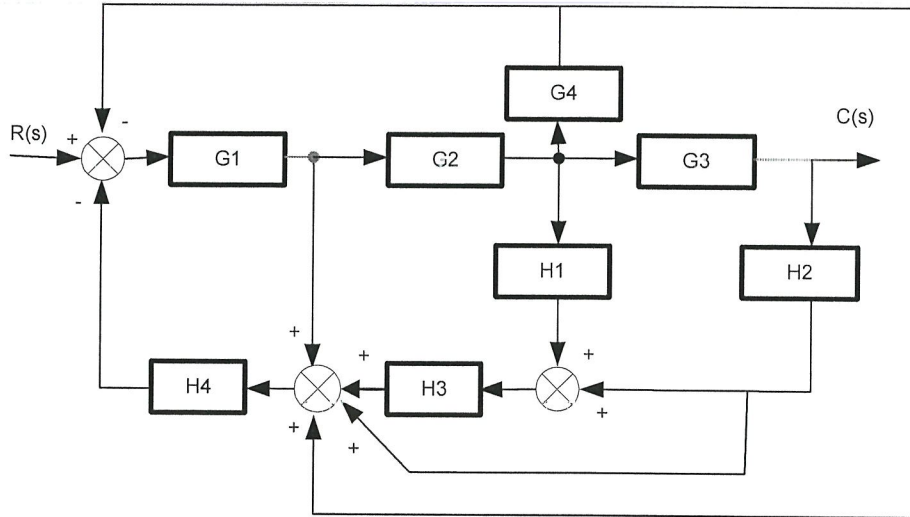 -
G4
R(s)
+
C(s)
G1
G2
G3
-
H1
H2
+
+
+
H4
H3
+
+
+